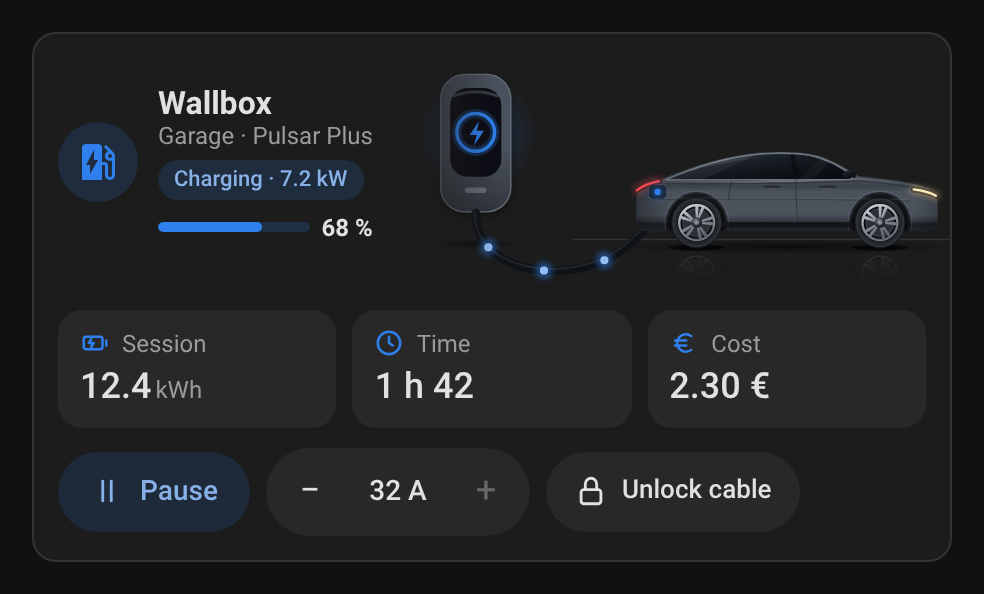 Wallbox
Garage · Pulsar Plus
Charging · 7.2 kW
68 %
Session
12.4 kWh
Time
1 h 42
Cost
2.30 €
Pause
− 32 A +
Unlock cable